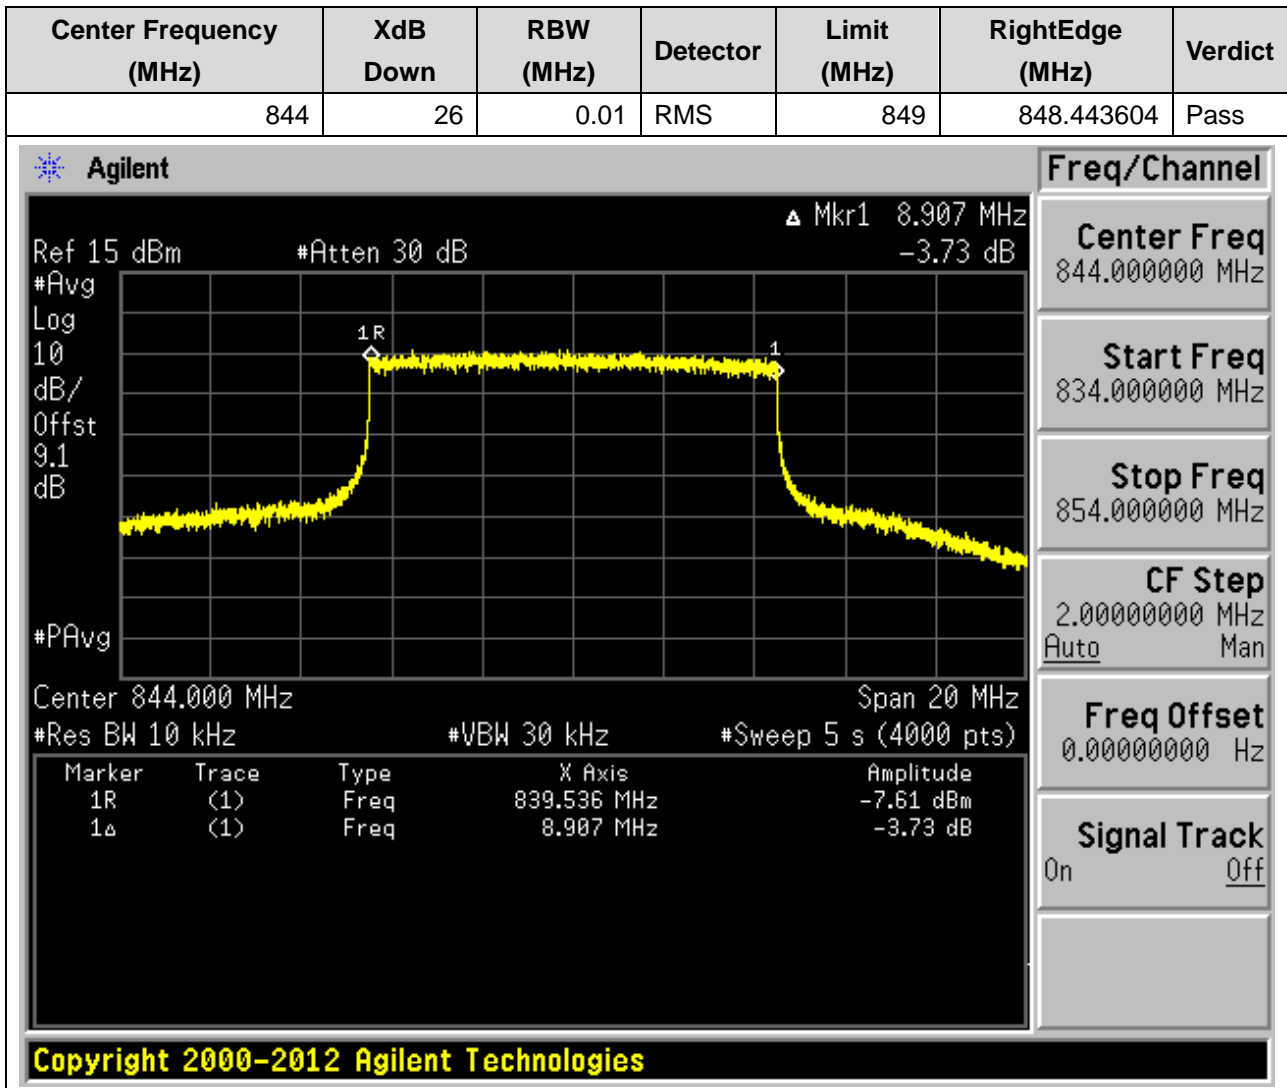 Center Frequency (MHz) XdB Down RBW (MHz) Detector Limit (MHz) RightEdge (MHz) Verdict
844 26 0.01 RMS 849 848.443604 Pass
Agilent
Freq/Channel
Δ Mkr1 8.907 MHz
Ref 15 dBm #Atten 30 dB -3.73 dB
#Avg
Log
10
dB/
Offst
9.1
dB
#PAvg
1R
1
Center 844.000 MHz Span 20 MHz
#Res BW 10 kHz #VBW 30 kHz #Sweep 5 s (4000 pts)
Marker Trace Type X Axis Amplitude
1R (1) Freq 839.536 MHz -7.61 dBm
1Δ (1) Freq 8.907 MHz -3.73 dB
Center Freq
844.000000 MHz
Start Freq
834.000000 MHz
Stop Freq
854.000000 MHz
CF Step
2.00000000 MHz
Auto Man
Freq Offset
0.00000000 Hz
Signal Track
On Off
Copyright 2000-2012 Agilent Technologies